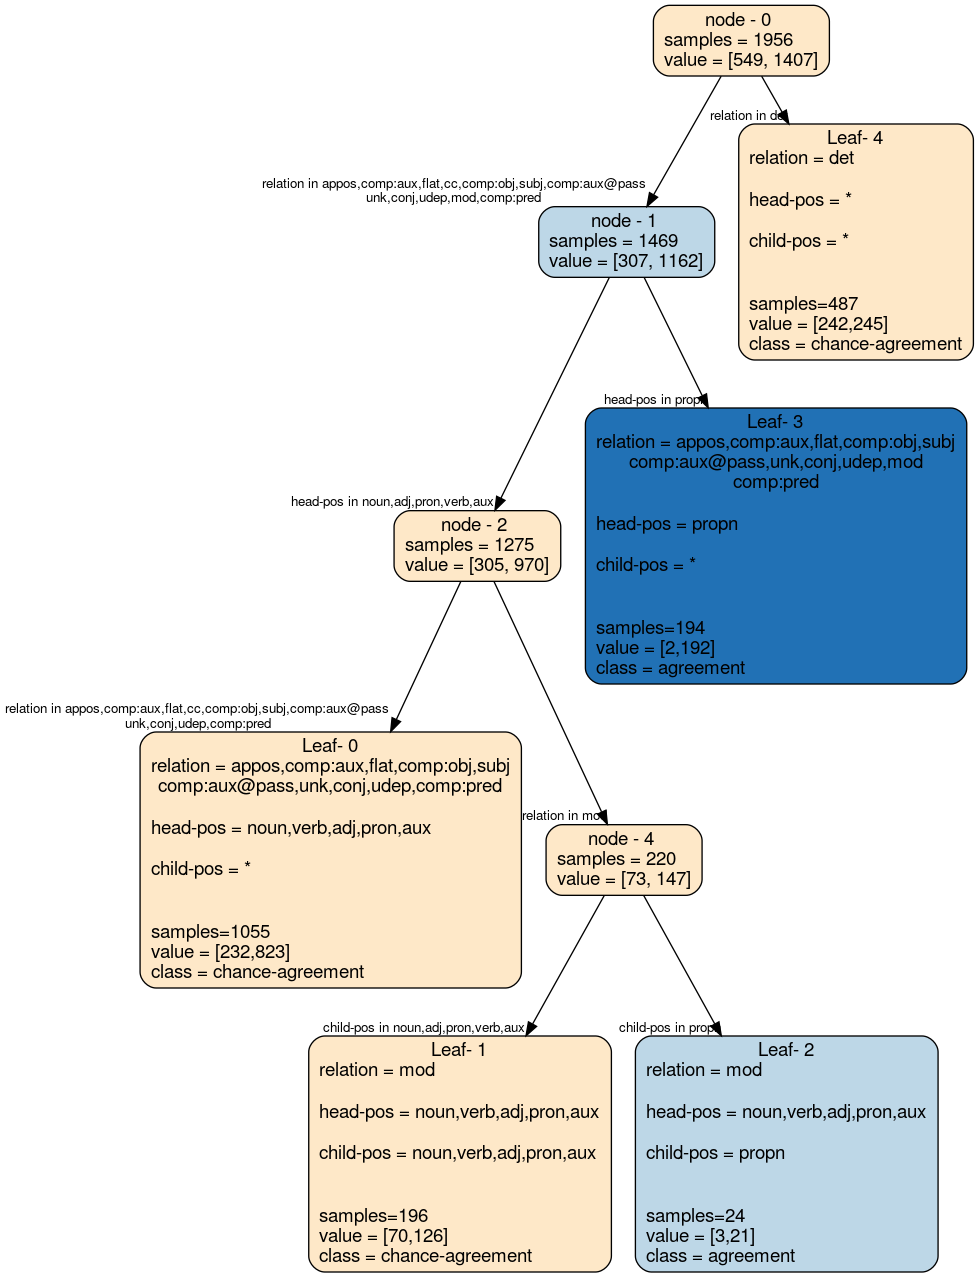 node - 0
samples = 1956
value = [549, 1407]
relation in de
Leaf- 4
relation = det
head-pos = *
child-pos = *
samples=487
value = [242,245]
class = chance-agreement
relation in appos,comp:aux,flat,cc,comp:obj,subj,comp:aux@pass
unk,conj,udep,mod,comp:pred
node - 1
samples = 1469
value = [307, 1162]
head-pos in propn
Leaf- 3
relation = appos,comp:aux,flat,comp:obj,subj
comp:aux@pass,unk,conj,udep,mod
comp:pred
head-pos = propn
child-pos = *
samples=194
value = [2,192]
class = agreement
head-pos in noun,adj,pron,verb,aux
node - 2
samples = 1275
value = [305, 970]
relation in appos,comp:aux,flat,cc,comp:obj,subj,comp:aux@pass
unk,conj,udep,comp:pred
Leaf- 0
relation = appos,comp:aux,flat,comp:obj,subj
comp:aux@pass,unk,conj,udep,comp:pred
head-pos = noun,verb,adj,pron,aux
child-pos = *
samples=1055
value = [232,823]
class = chance-agreement
relation in mo
node - 4
samples = 220
value = [73, 147]
child-pos in noun,adj,pron,verb,aux
Leaf- 1
relation = mod
head-pos = noun,verb,adj,pron,aux
child-pos = noun,verb,adj,pron,aux
samples=196
value = [70,126]
class = chance-agreement
child-pos in propn
Leaf- 2
relation = mod
head-pos = noun,verb,adj,pron,aux
child-pos = propn
samples=24
value = [3,21]
class = agreement